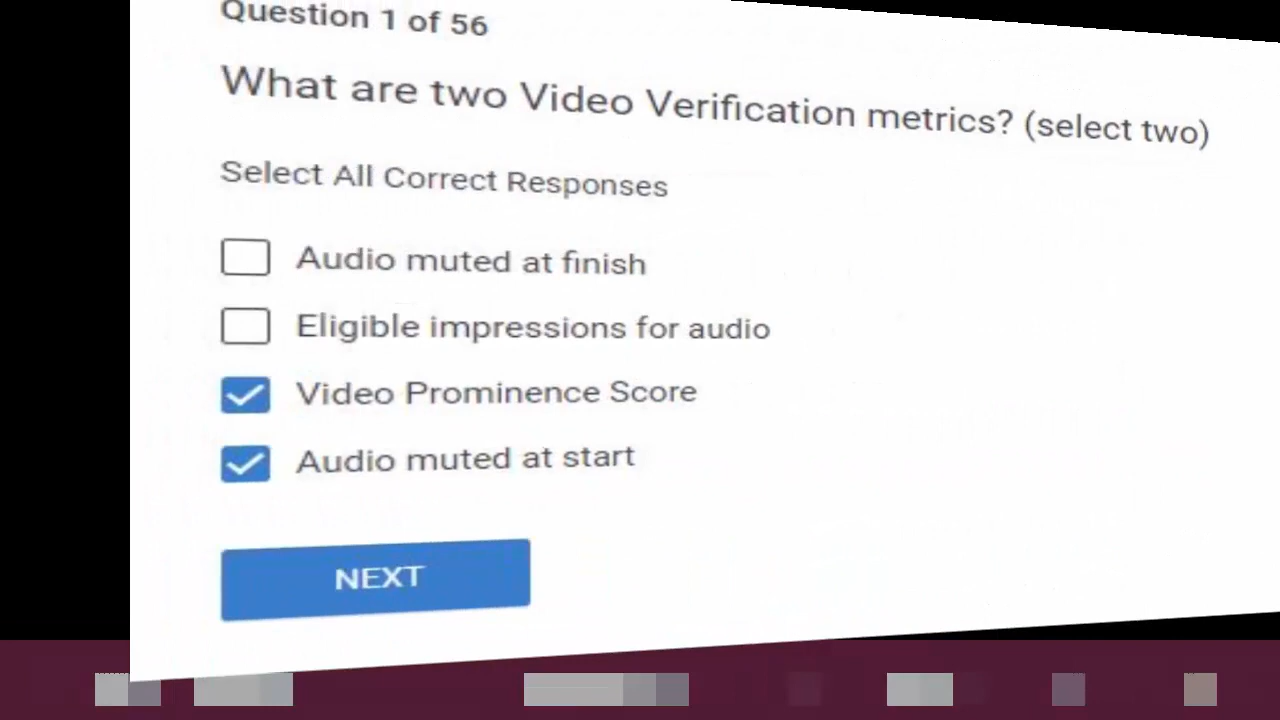 Question 1 of 56
What are two Video Verification metrics? (select two)
Select All Correct Responses
Audio muted at finish
Eligible impressions for audio
Video Prominence Score
Audio muted at start
NEXT